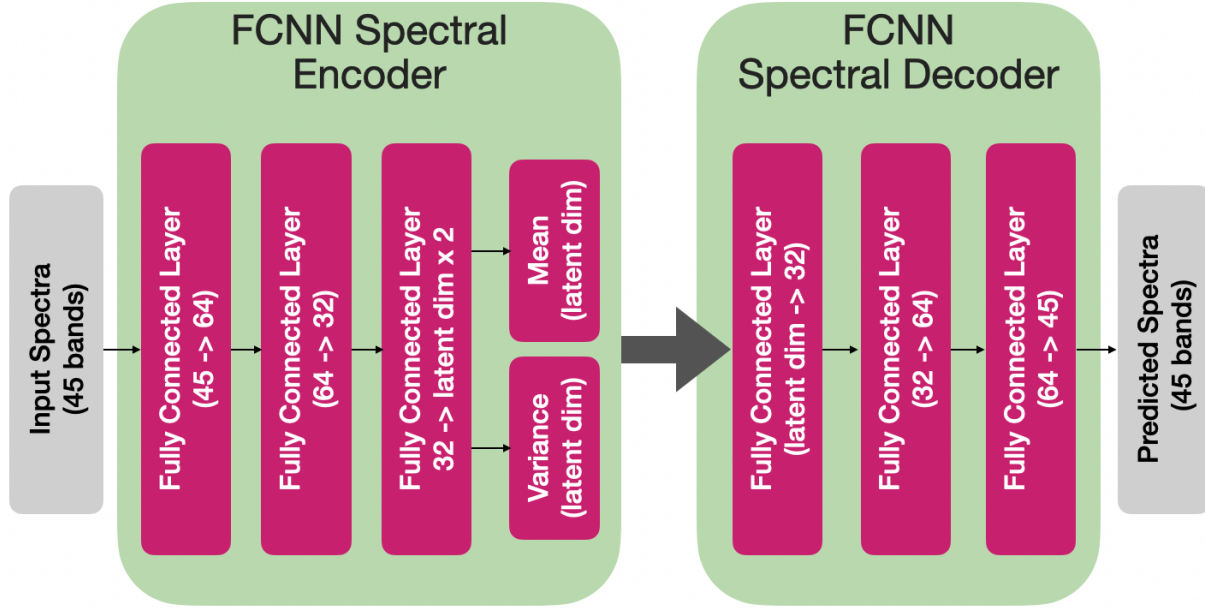 FCNN Spectral
Encoder
Input Spectra
(45 bands)
Fully Connected Layer
(45 -> 64)
Fully Connected Layer
(64 -> 32)
Fully Connected Layer
32 -> latent dim x 2
Mean
(latent dim)
Variance
(latent dim)
FCNN
Spectral Decoder
Fully Connected Layer
(latent dim -> 32)
Fully Connected Layer
(32 -> 64)
Fully Connected Layer
(64 -> 45)
Predicted Spectra
(45 bands)